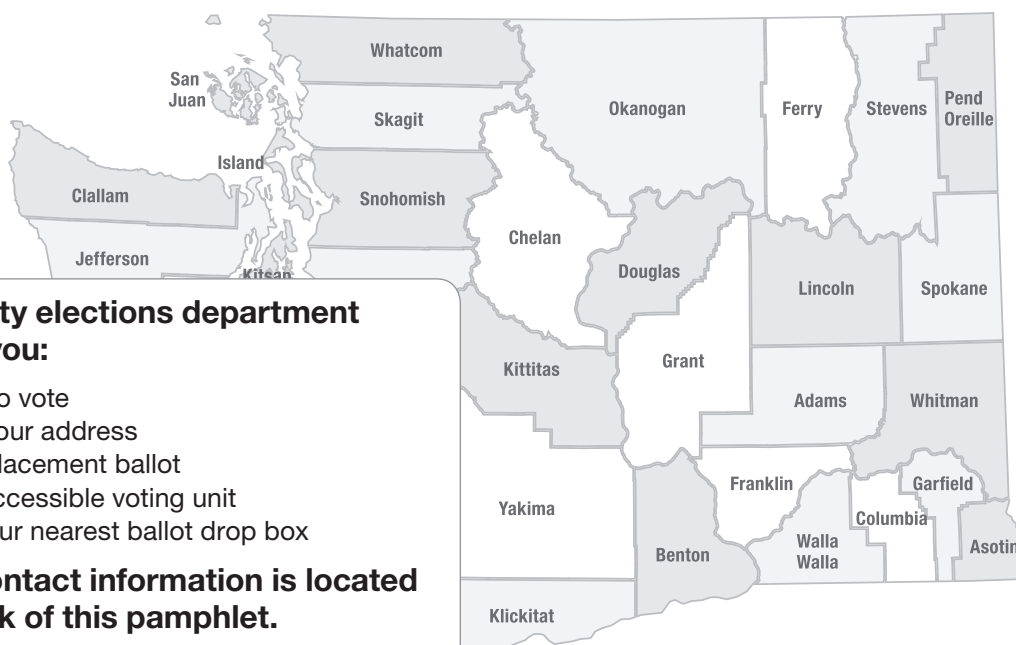 Whatcom
San
Juan
Okanogan
Ferry
Stevens
Pend
Oreille
Skagit
Island
Clallam
Snohomish
Chelan
Jefferson
Kitsap
Douglas
Lincoln
Spokane
ty elections department
you:
o vote
our address
lacement ballot
ccessible voting unit
ur nearest ballot drop box
ontact information is located
k of this pamphlet.
Kittitas
Grant
Adams
Whitman
Yakima
Franklin
Garfield
Columbia
Benton
Walla
Walla
Asotin
Klickitat